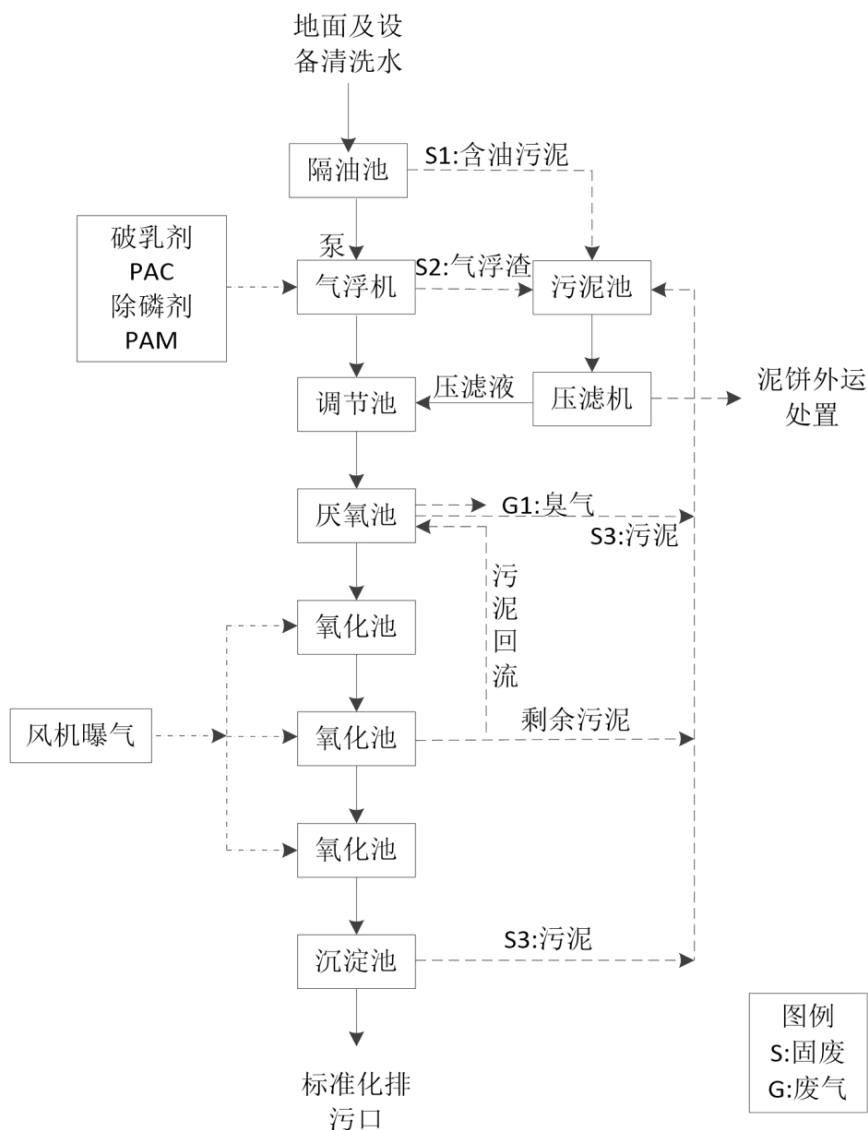 地面及设
备清洗水
隔油池
S1:含油污泥
泵
破乳剂
PAC
除磷剂
PAM
气浮机
S2:气浮渣
污泥池
调节池
压滤液
压滤机
泥饼外运
处置
厌氧池
G1:臭气
S3:污泥
污泥回流
氧化池
风机曝气
氧化池
剩余污泥
氧化池
沉淀池
S3:污泥
标准化排
污口
图例
S:固废
G:废气